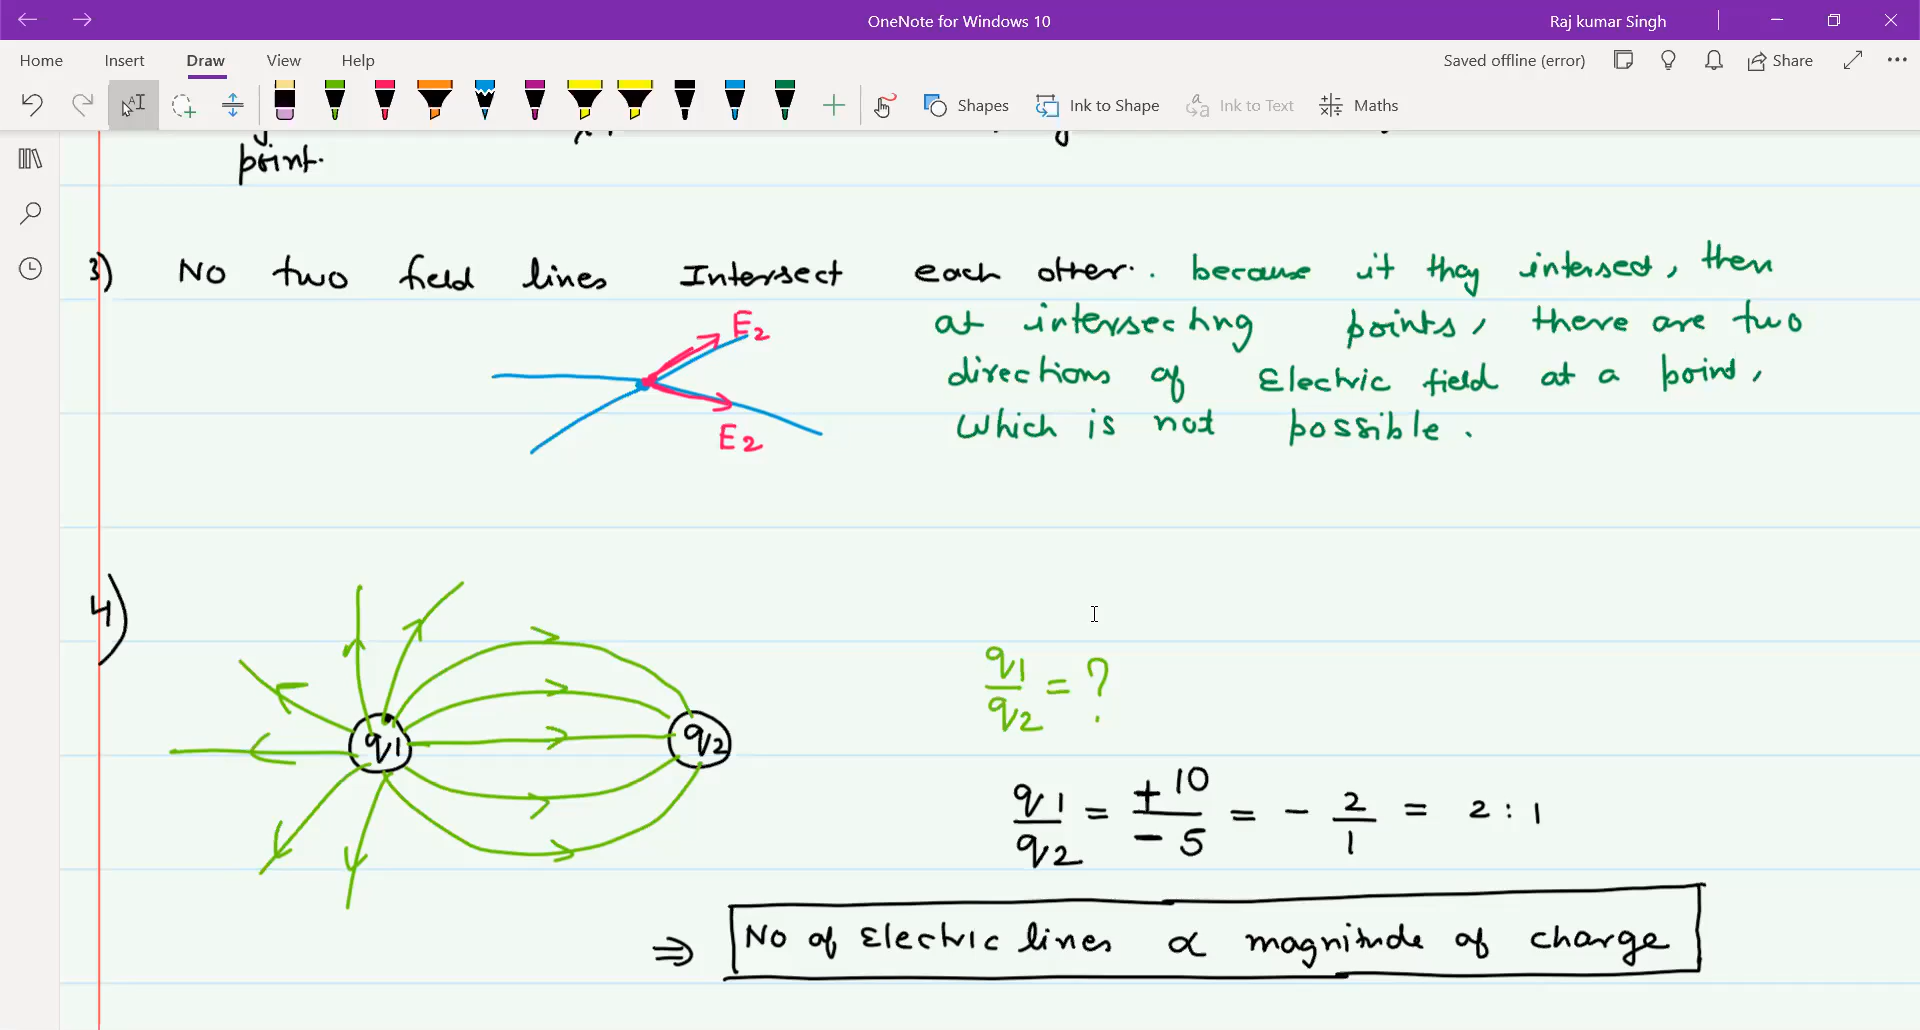 OneNote for Windows 10
Raj kumar Singh
Home Insert Draw View Help
Saved offline (error) Share
Shapes Ink to Shape Ink to Text Maths
point.
3) No two field lines Intersect each other. because if they intersect, then
at intersecting points, there are two
directions of Electric field at a point,
which is not possible.
E2
E2
4)
q1
q2
q1/q2 = ?
q1/q2 = +10/-5 = - 2/1 = 2:1
⇒ No of Electric lines ∝ magnitude of charge